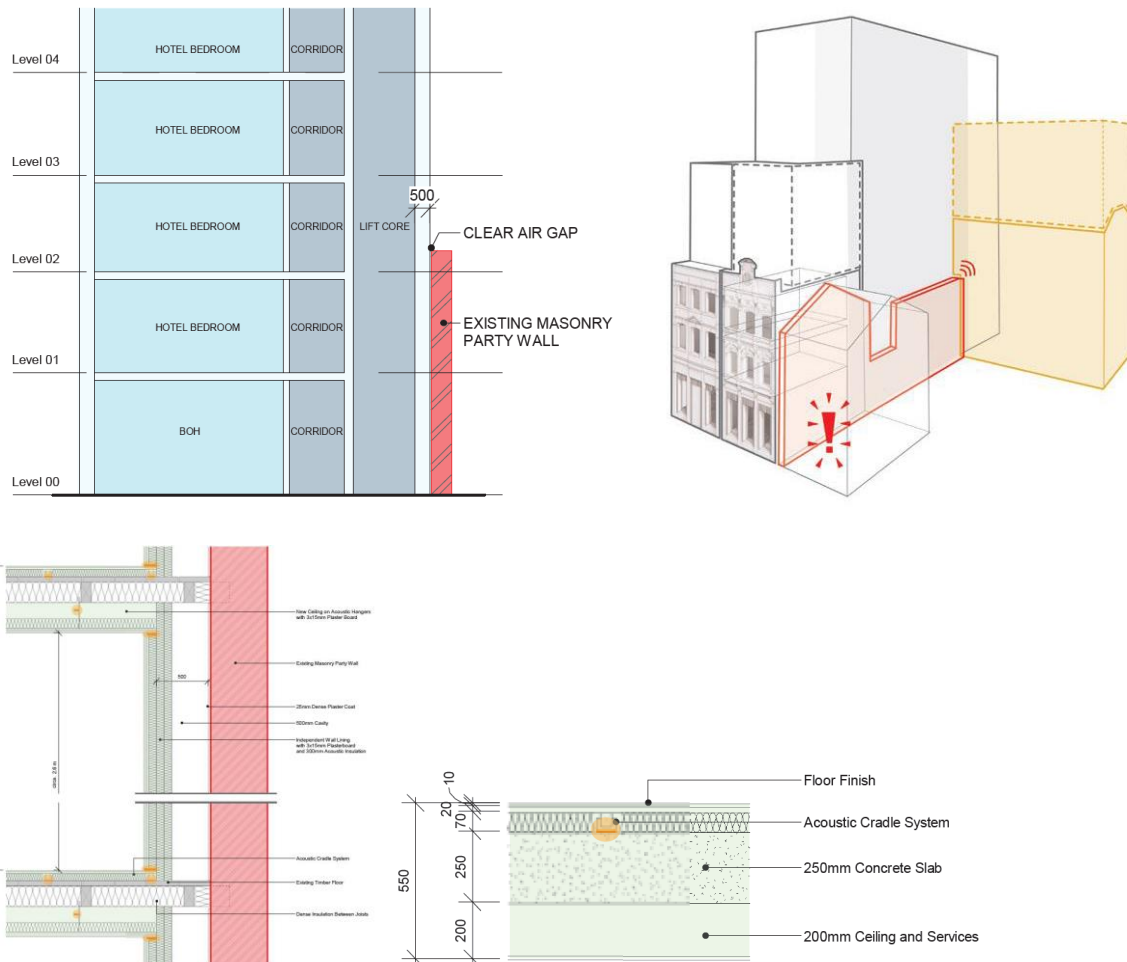 Level 04
HOTEL BEDROOM
CORRIDOR
HOTEL BEDROOM
CORRIDOR
Level 03
500
HOTEL BEDROOM
CORRIDOR
LIFT CORE
CLEAR AIR GAP
Level 02
HOTEL BEDROOM
CORRIDOR
EXISTING MASONRY
PARTY WALL
Level 01
BOH
CORRIDOR
Level 00
!
New Ceiling on Acoustic Hangers
with 3x15mm Plaster Board
Existing Masonry Party Wall
500
25mm Dense Plaster Coat
500mm Cavity
Independent Wall Lining
with 3x15mm Plasterboard
and 300mm Acoustic Insulation
circa. 2.6 m
Acoustic Cradle System
Existing Timber Floor
Dense Insulation Between Joists
10
20
70
250
550
200
Floor Finish
Acoustic Cradle System
250mm Concrete Slab
200mm Ceiling and Services